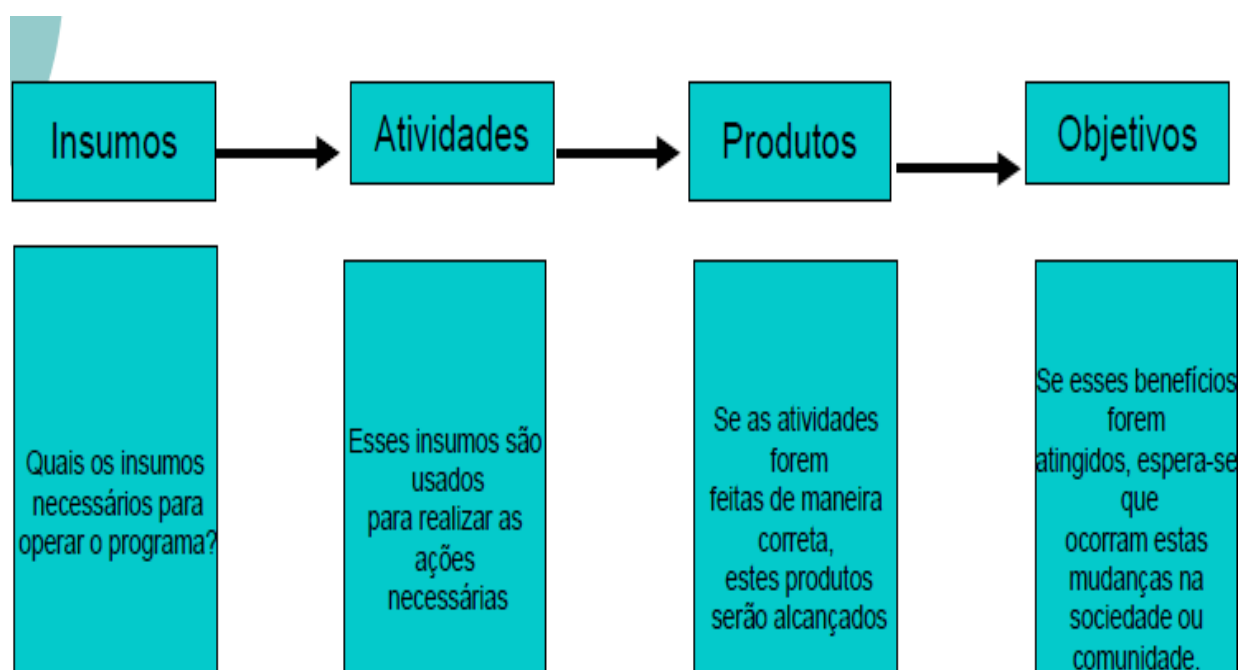 Insumos
Atividades
Produtos
Objetivos
Quais os insumos
necessários para
operar o programa?
Esses insumos são
usados
para realizar as
ações
necessárias
Se as atividades
forem
feitas de maneira
correta,
estes produtos
serão alcançados
Se esses benefícios
forem
atingidos, espera-se
que
ocorram estas
mudanças na
sociedade ou
comunidade.